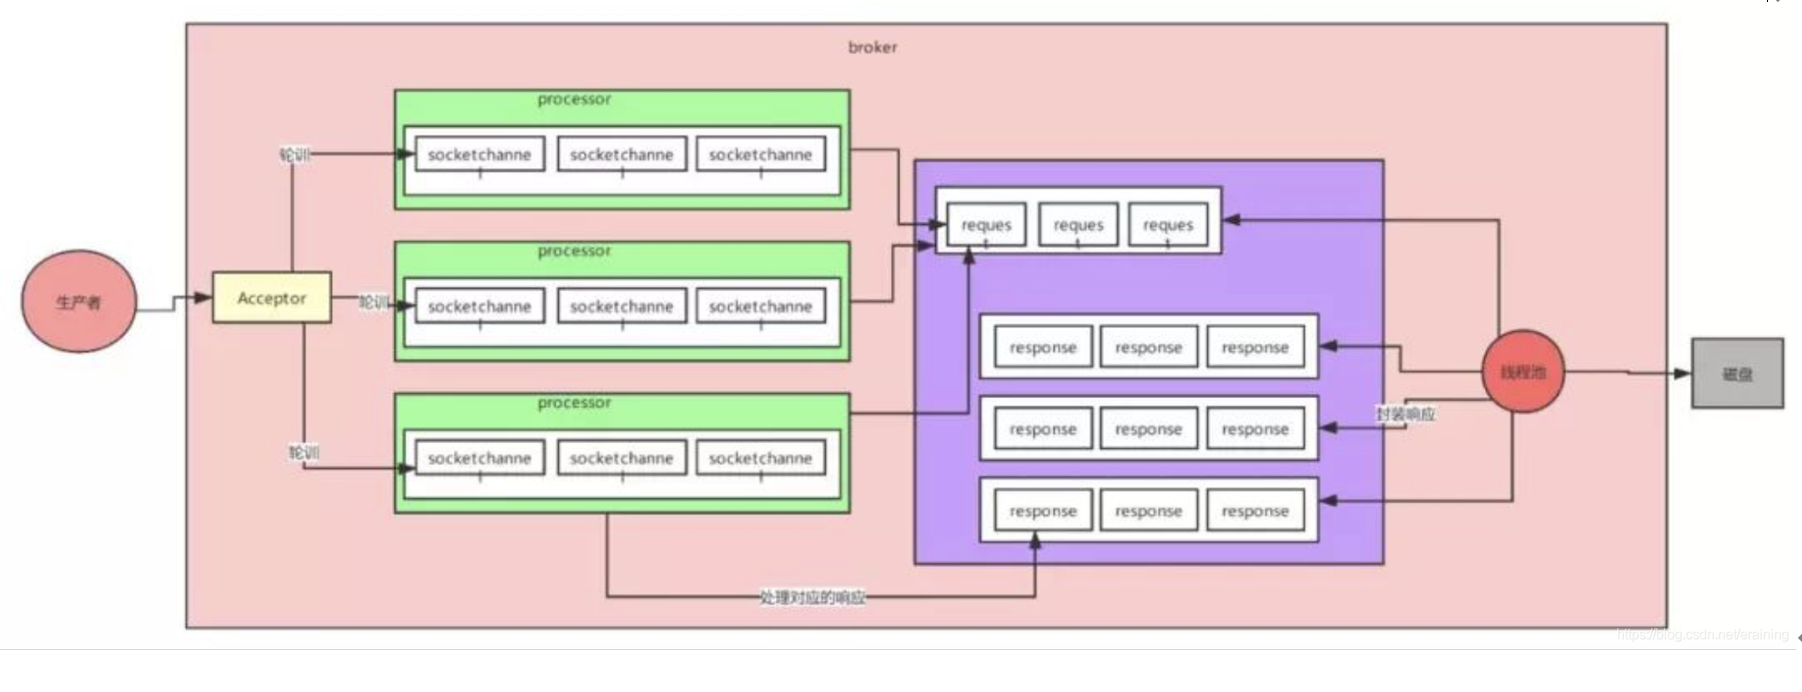 broker
processor
socketchanne
l
socketchanne
l
socketchanne
l
轮训
reques
t
reques
t
reques
t
processor
生产者
Acceptor
轮训
socketchanne
l
socketchanne
l
socketchanne
l
response
response
response
线程池
磁盘
processor
封装响应
response
response
response
轮训
socketchanne
l
socketchanne
l
socketchanne
l
response
response
response
处理对应的响应
https://blog.csdn.net/eraining